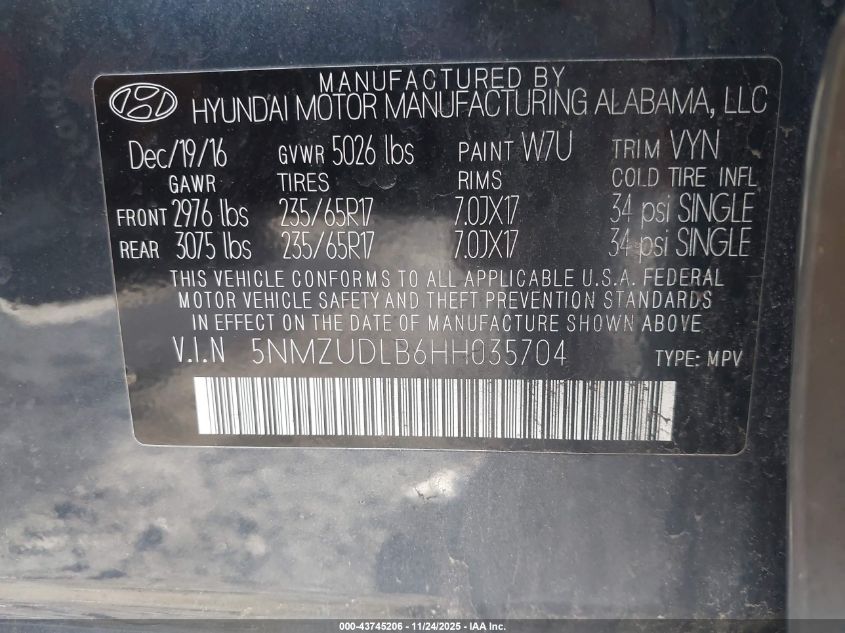 MANUFACTURED BY
HYUNDAI MOTOR MANUFACTURING ALABAMA, LLC
Dec/19/16 GVWR 5026 lbs PAINT W7U TRIM VYN
GAWR TIRES RIMS COLD TIRE INFL
FRONT 2976 lbs 235/65R17 7.0JX17 34 psi SINGLE
REAR 3075 lbs 235/65R17 7.0JX17 34 psi SINGLE
THIS VEHICLE CONFORMS TO ALL APPLICABLE U.S.A. FEDERAL
MOTOR VEHICLE SAFETY AND THEFT PREVENTION STANDARDS
IN EFFECT ON THE DATE OF MANUFACTURE SHOWN ABOVE.
V.I.N 5NMZUDLB6HH035704 TYPE: MPV
000-43745206 - 11/24/2025 - IAA Inc.